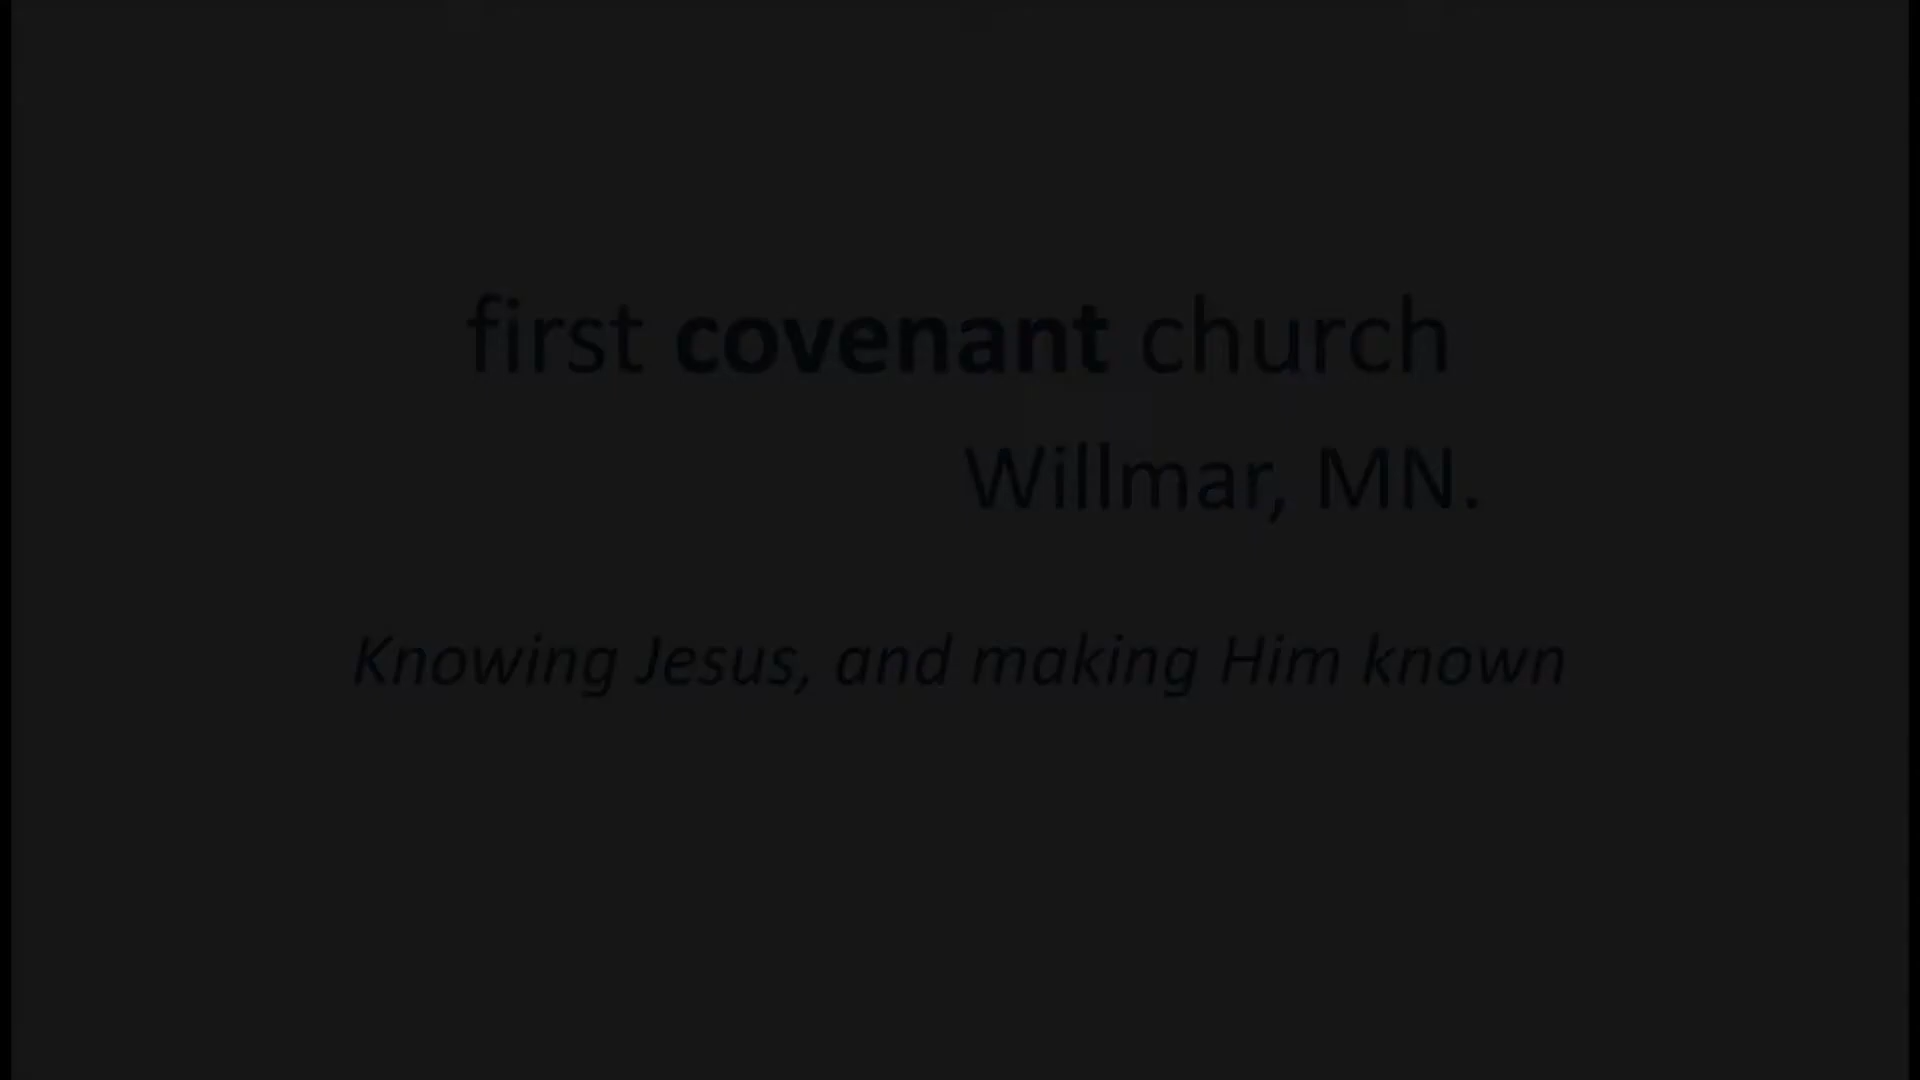 first covenant church
Willmar, MN.
Knowing Jesus, and making Him known